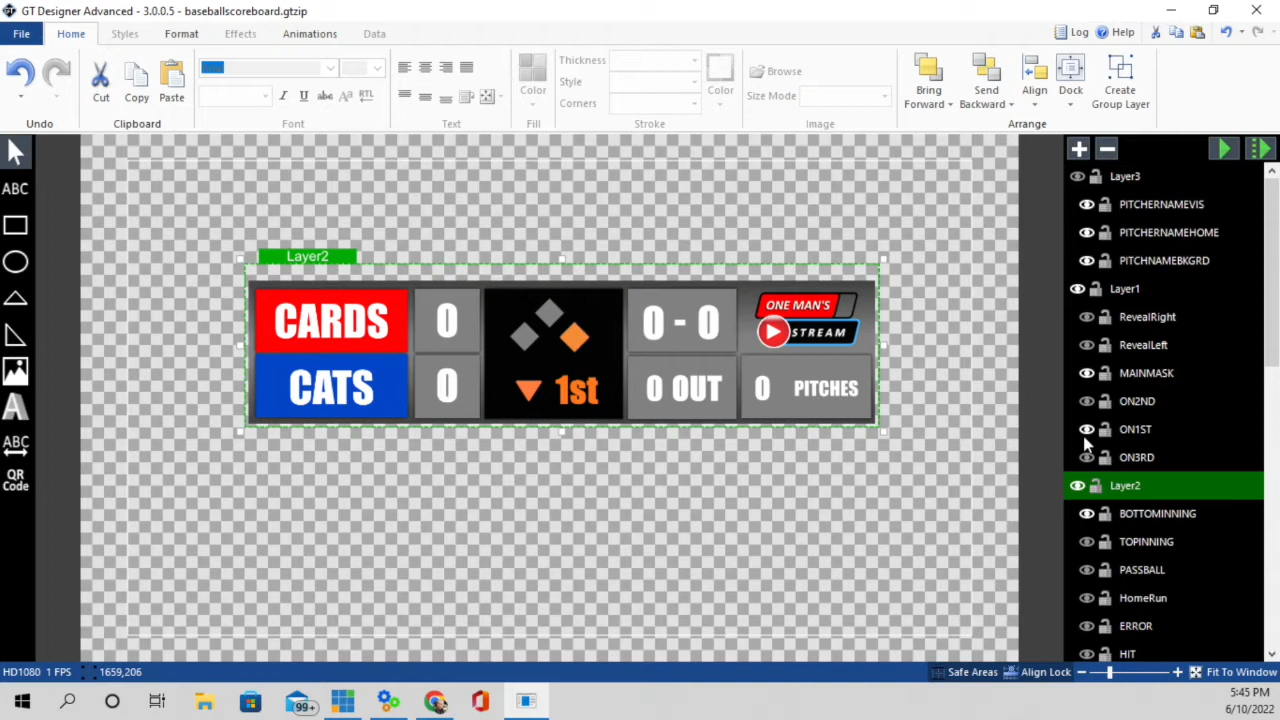 GT Designer Advanced - 3.0.0.5 - baseballscoreboard.gtzip
File Home Styles Format Effects Animations Data Log Help
Undo
Cut Copy Paste
Clipboard
abc RTL
Font
Text
Color
Fill
Thickness
Style
Corners
Color
Stroke
Browse
Size Mode
Image
Bring Forward
Send Backward
Align
Dock
Create Group Layer
Arrange
ABC
A
ABC
QR Code
Layer2
CARDS 0 0 - 0 ONE MAN'S
STREAM
CATS 0 1st 0 OUT 0 PITCHES
Layer3
PITCHERNAMEVIS
PITCHERNAMEHOME
PITCHNAMEBKGRD
Layer1
RevealRight
RevealLeft
MAINMASK
ON2ND
ON1ST
ON3RD
Layer2
BOTTOMINNING
TOPINNING
PASSBALL
HomeRun
ERROR
HIT
HD1080 1 FPS 1659,206 Safe Areas Align Lock Fit To Window
99+
5:45 PM
6/10/2022